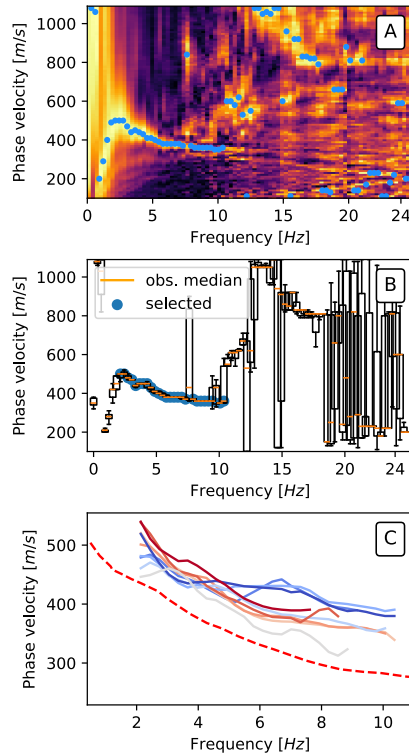 A
Phase velocity [m/s]
1000
800
600
400
200
0 5 10 15 20 24
Frequency [Hz]
B
obs. median
selected
Phase velocity [m/s]
1000
800
600
400
200
0 5 10 15 20 24
Frequency [Hz]
C
Phase velocity [m/s]
500
400
300
2 4 6 8 10
Frequency [Hz]